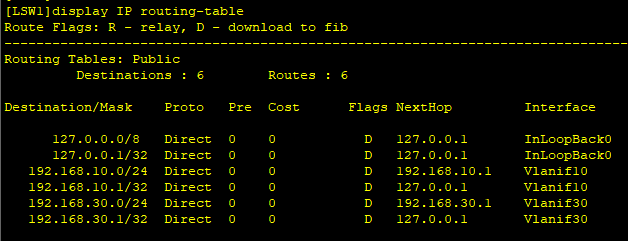 [LSW1]display IP routing-table
Route Flags: R - relay, D - download to fib
------------------------------------------------------------------------------
Routing Tables: Public
         Destinations : 6        Routes : 6

Destination/Mask    Proto   Pre  Cost      Flags NextHop         Interface

      127.0.0.0/8   Direct  0    0           D   127.0.0.1       InLoopBack0
      127.0.0.1/32  Direct  0    0           D   127.0.0.1       InLoopBack0
   192.168.10.0/24  Direct  0    0           D   192.168.10.1    Vlanif10
   192.168.10.1/32  Direct  0    0           D   127.0.0.1       Vlanif10
   192.168.30.0/24  Direct  0    0           D   192.168.30.1    Vlanif30
   192.168.30.1/32  Direct  0    0           D   127.0.0.1       Vlanif30